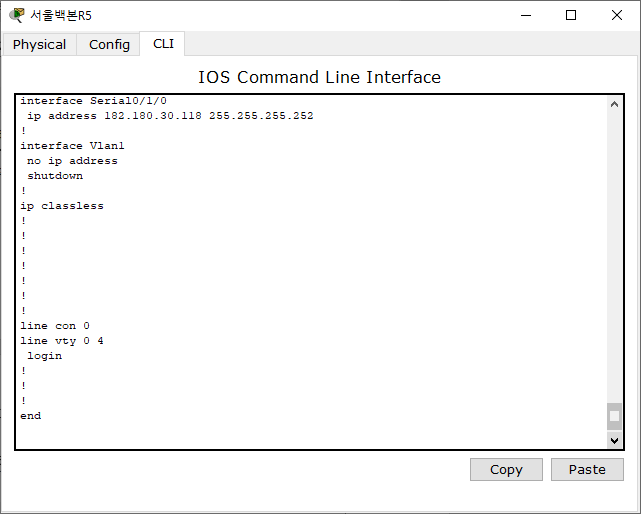 서울백본R5
Physical Config CLI
IOS Command Line Interface
interface Serial0/1/0
 ip address 182.180.30.118 255.255.255.252
!
interface Vlan1
 no ip address
 shutdown
!
ip classless
!
!
!
!
!
!
!
line con 0
line vty 0 4
 login
!
!
!
end
Copy Paste